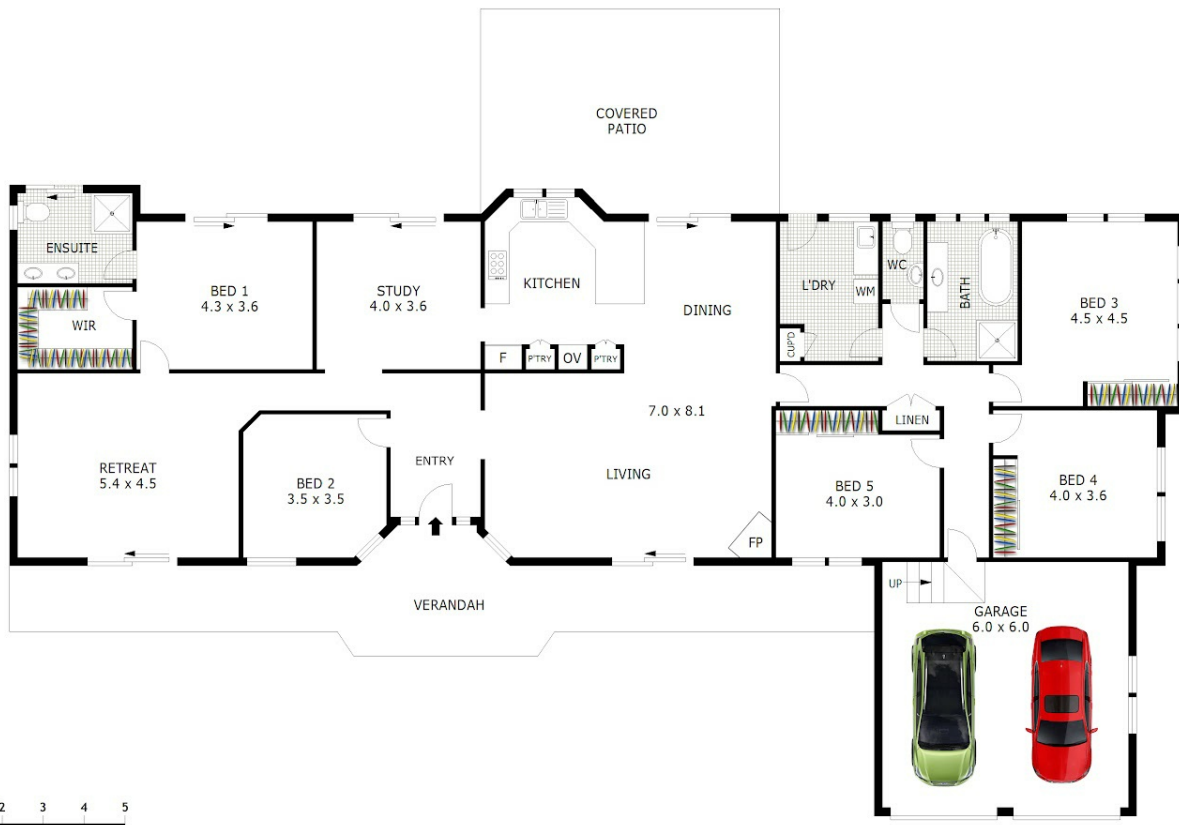 COVERED
PATIO
ENSUITE
WIR
BED 1
4.3 x 3.6
STUDY
4.0 x 3.6
KITCHEN
F
P'TRY
OV
P'TRY
DINING
L'DRY
WM
CUP'D
WC
BATH
BED 3
4.5 x 4.5
RETREAT
5.4 x 4.5
BED 2
3.5 x 3.5
ENTRY
7.0 x 8.1
LIVING
FP
LINEN
BED 5
4.0 x 3.0
BED 4
4.0 x 3.6
VERANDAH
UP
GARAGE
6.0 x 6.0
2 3 4 5